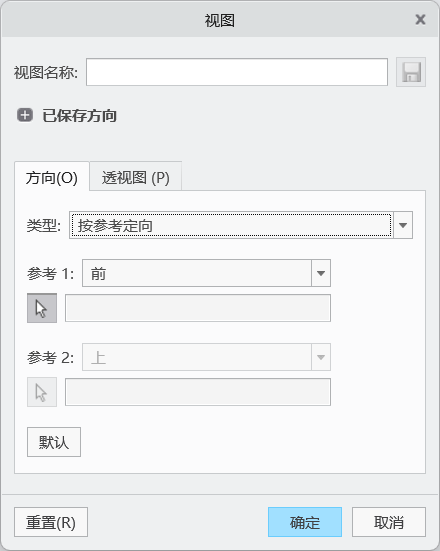 视图
视图名称:
已保存方向
方向(O) 透视图 (P)
类型: 按参考定向
参考 1: 前
参考 2: 上
默认
重置(R) 确定 取消